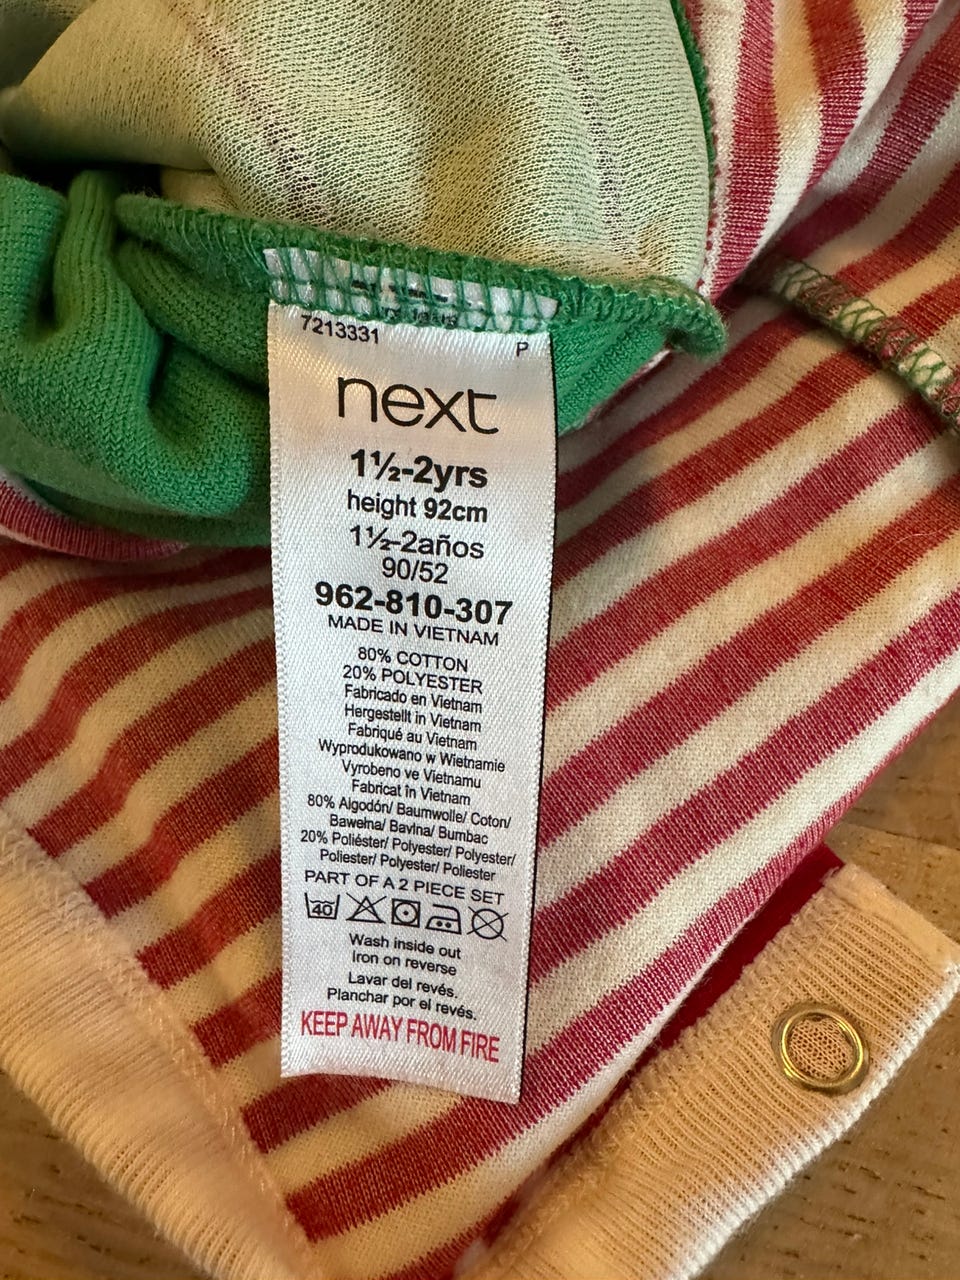 7213331
P
next
1½-2yrs
height 92cm
1½-2años
90/52
962-810-307
MADE IN VIETNAM
80% COTTON
20% POLYESTER
Fabricado en Vietnam
Hergestellt in Vietnam
Fabriqué au Vietnam
Wyprodukowano w Wietnamie
Vyrobeno ve Vietnamu
Fabricat în Vietnam
80% Algodón/ Baumwolle/ Coton/
Bawełna/ Bavlna/ Bumbac
20% Poliéster/ Polyester/ Polyester/
Poliester/ Polyester/ Poliester
PART OF A 2 PIECE SET
40
Wash inside out
Iron on reverse
Lavar del revés.
Planchar por el revés.
KEEP AWAY FROM FIRE